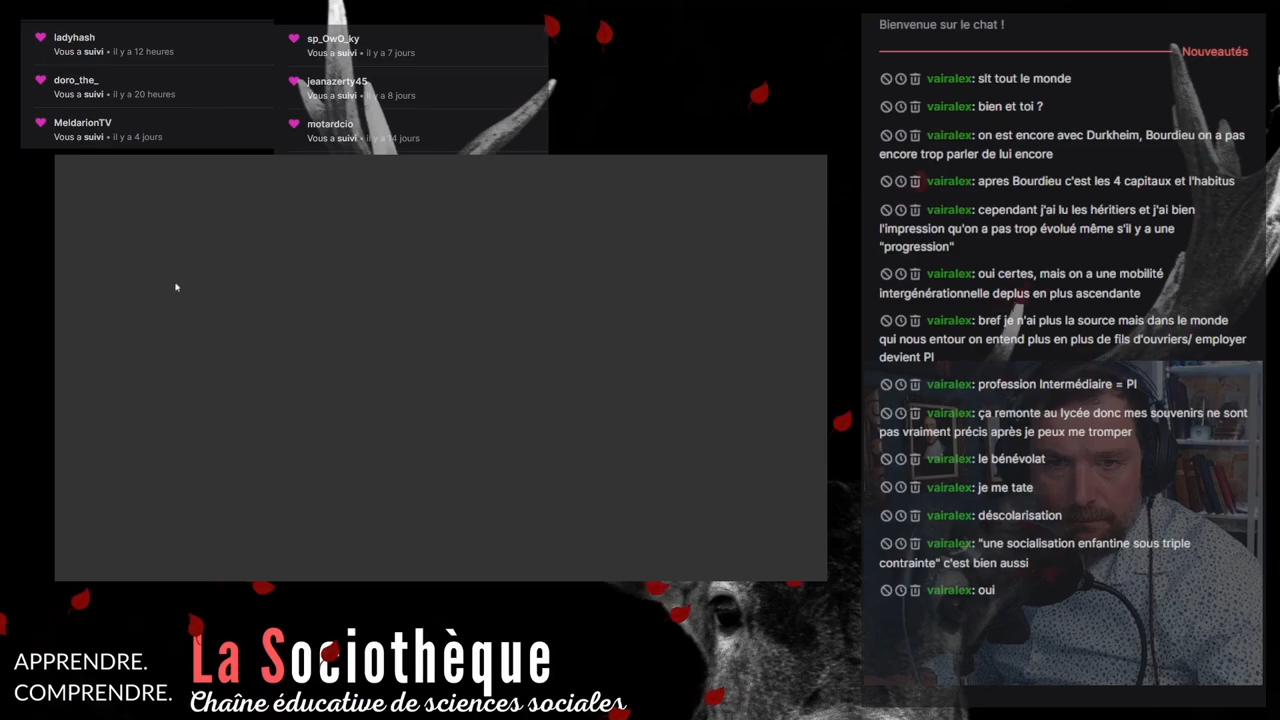 ladyhash
Vous a suivi • il y a 12 heures
doro_the_
Vous a suivi • il y a 20 heures
MeldarionTV
Vous a suivi • il y a 4 jours
sp_OwO_ky
Vous a suivi • il y a 7 jours
jeanazerty45
Vous a suivi • il y a 8 jours
motardcio
Vous a suivi • il y a 14 jours
Bienvenue sur le chat !
Nouveautés
vairalex: slt tout le monde
vairalex: bien et toi ?
vairalex: on est encore avec Durkheim, Bourdieu on a pas
encore trop parler de lui encore
vairalex: apres Bourdieu c'est les 4 capitaux et l'habitus
vairalex: cependant j'ai lu les héritiers et j'ai bien
l'impression qu'on a pas trop évolué même s'il y a une
"progression"
vairalex: oui certes, mais on a une mobilité
intergénérationnelle deplus en plus ascendante
vairalex: bref je n'ai plus la source mais dans le monde
qui nous entour on entend plus en plus de fils d'ouvriers/ employer
devient PI
vairalex: profession Intermédiaire = PI
vairalex: ça remonte au lycée donc mes souvenirs ne sont
pas vraiment précis après je peux me tromper
vairalex: le bénévolat
vairalex: je me tate
vairalex: déscolarisation
vairalex: "une socialisation enfantine sous triple
contrainte" c'est bien aussi
vairalex: oui
APPRENDRE.
COMPRENDRE.
La Sociothèque
Chaîne éducative de sciences sociales